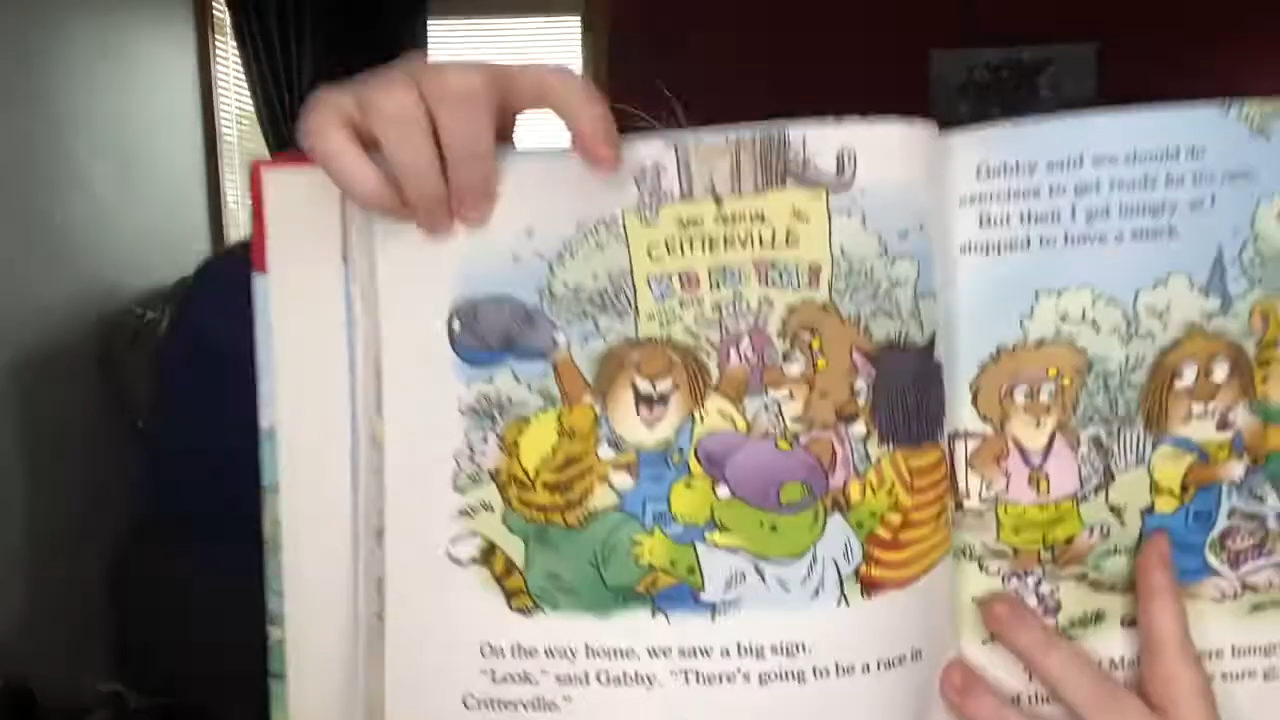 CRITTERVILLE
On the way home, we saw a big sign.
"Look," said Gabby. "There's going to be a race in
Critterville."
Gabby said we should do
exercises to get ready for the race.
But then I got hungry so I
stopped to have a snack.